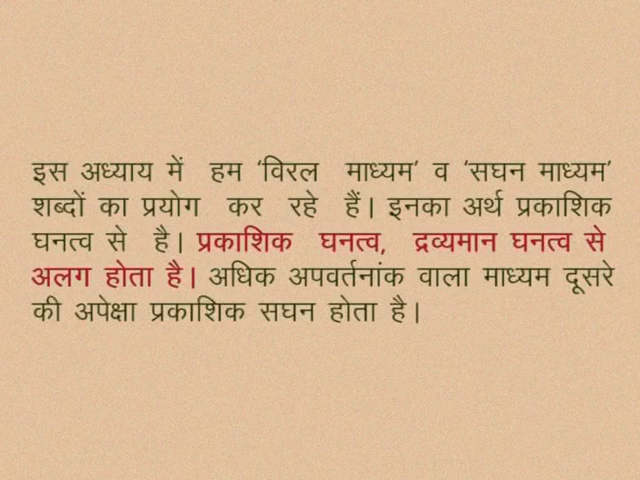 इस अध्याय में हम 'विरल माध्यम' व 'सघन माध्यम'
शब्दों का प्रयोग कर रहे हैं। इनका अर्थ प्रकाशिक
घनत्व से है। प्रकाशिक घनत्व, द्रव्यमान घनत्व से
अलग होता है। अधिक अपवर्तनांक वाला माध्यम दूसरे
की अपेक्षा प्रकाशिक सघन होता है।